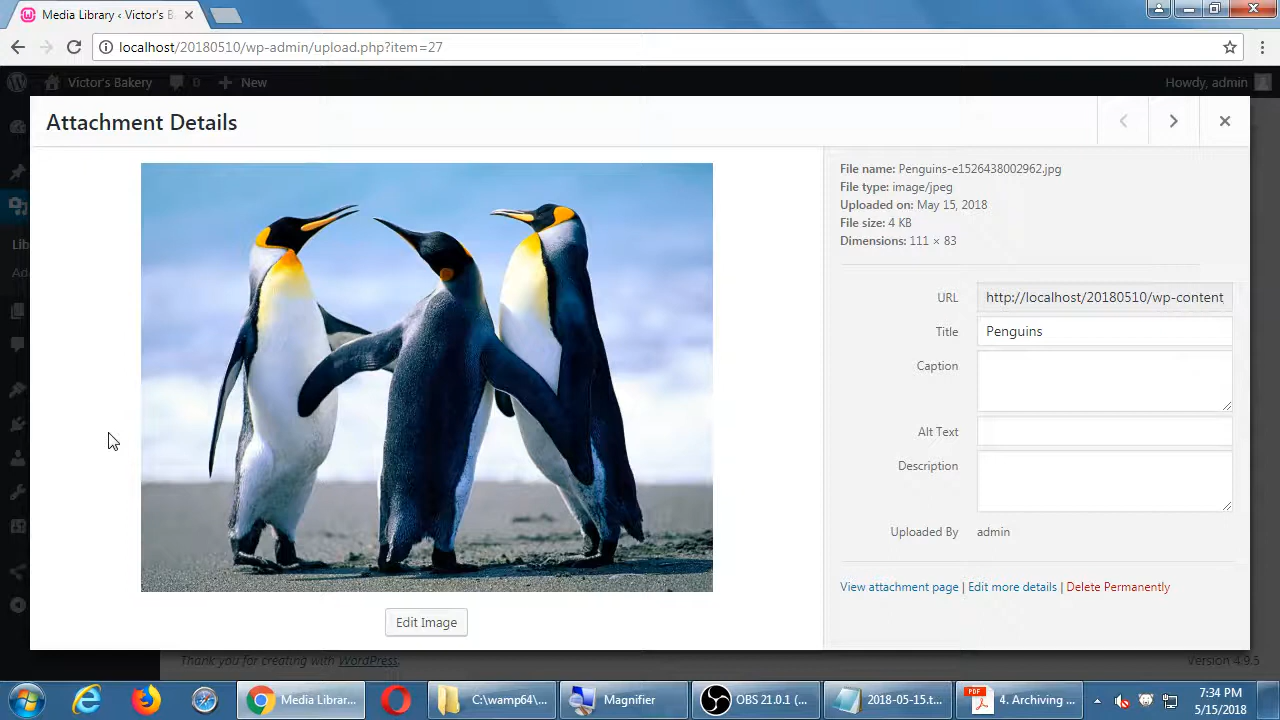 Media Library ‹ Victor's B
localhost/20180510/wp-admin/upload.php?item=27
Victor's Bakery 0 New Howdy, admin
Attachment Details
File name: Penguins-e1526438002962.jpg
File type: image/jpeg
Uploaded on: May 15, 2018
File size: 4 KB
Dimensions: 111 × 83
URL http://localhost/20180510/wp-content
Title Penguins
Caption
Alt Text
Description
Uploaded By admin
View attachment page | Edit more details | Delete Permanently
Edit Image
Lib
Ad
Thank you for creating with WordPress. Version 4.9.5
Media Librar... C:\wamp64\... Magnifier OBS 21.0.1 (... 2018-05-15.t... PDF 4. Archiving ... 7:34 PM
5/15/2018